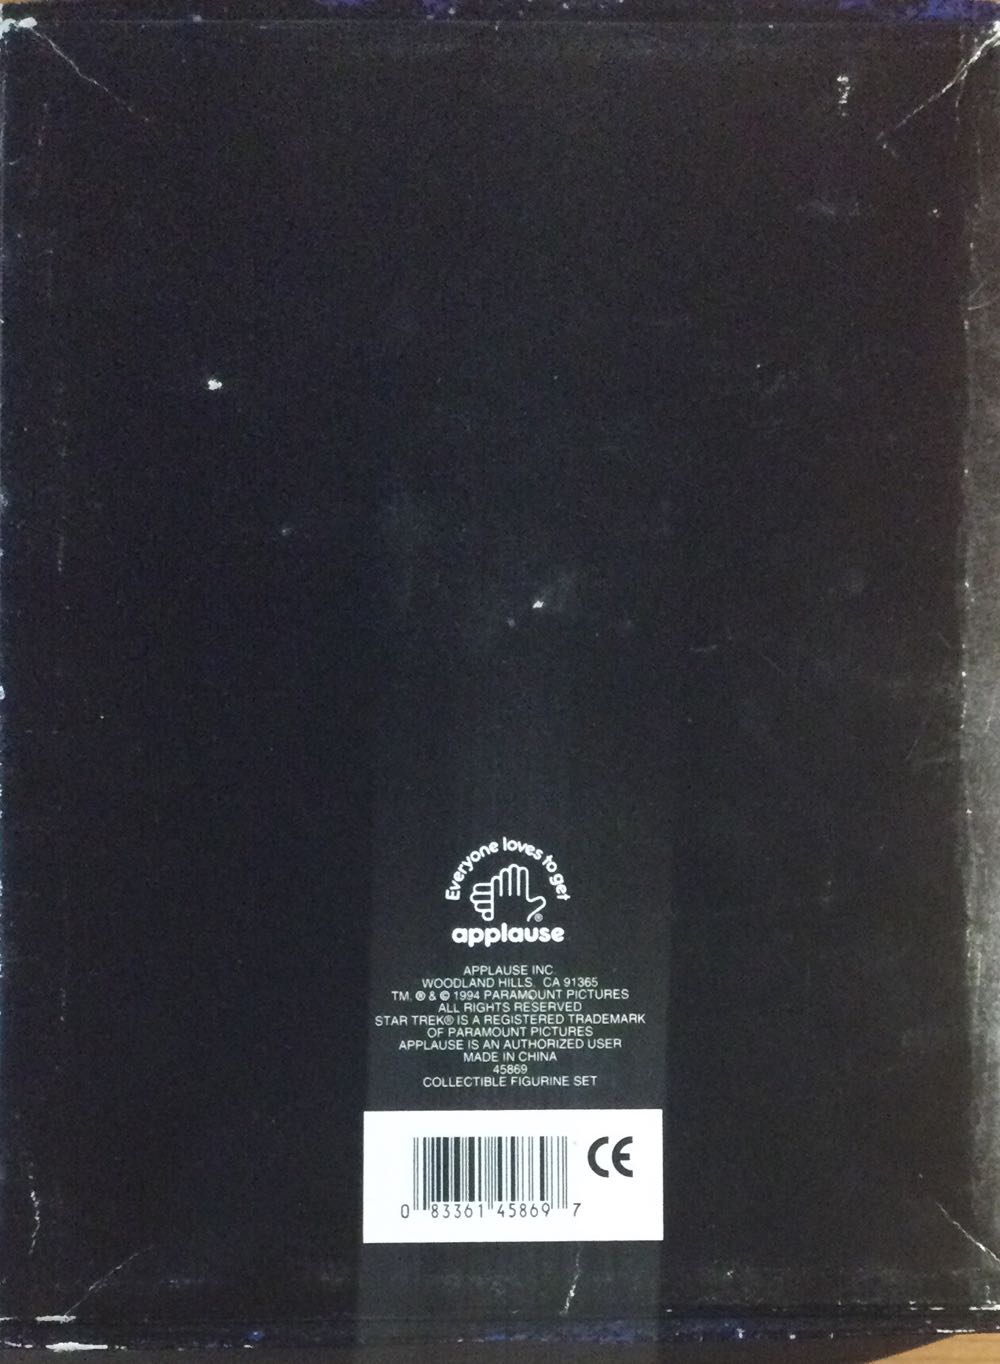 Everyone loves to get
applause
APPLAUSE INC
WOODLAND HILLS, CA 91365
TM, ® & © 1994 PARAMOUNT PICTURES
ALL RIGHTS RESERVED
STAR TREK® IS A REGISTERED TRADEMARK
OF PARAMOUNT PICTURES
APPLAUSE IS AN AUTHORIZED USER
MADE IN CHINA
45869
COLLECTIBLE FIGURINE SET
CE
0 83361 45869 7